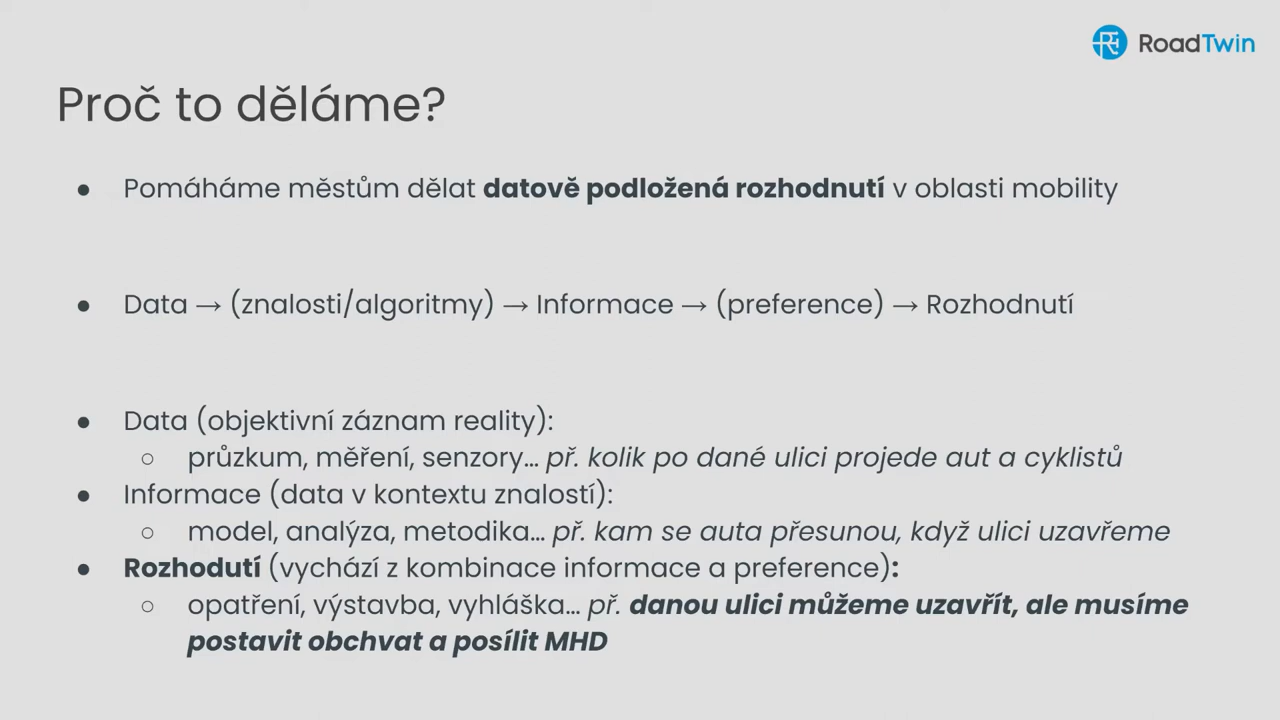 RoadTwin
Proč to děláme?
● Pomáháme městům dělat datově podložená rozhodnutí v oblasti mobility
● Data → (znalosti/algoritmy) → Informace → (preference) → Rozhodnutí
● Data (objektivní záznam reality):
○ průzkum, měření, senzory... př. kolik po dané ulici projede aut a cyklistů
● Informace (data v kontextu znalostí):
○ model, analýza, metodika... př. kam se auta přesunou, když ulici uzavřeme
● Rozhodutí (vychází z kombinace informace a preference):
○ opatření, výstavba, vyhláška... př. danou ulici můžeme uzavřít, ale musíme
postavit obchvat a posílit MHD